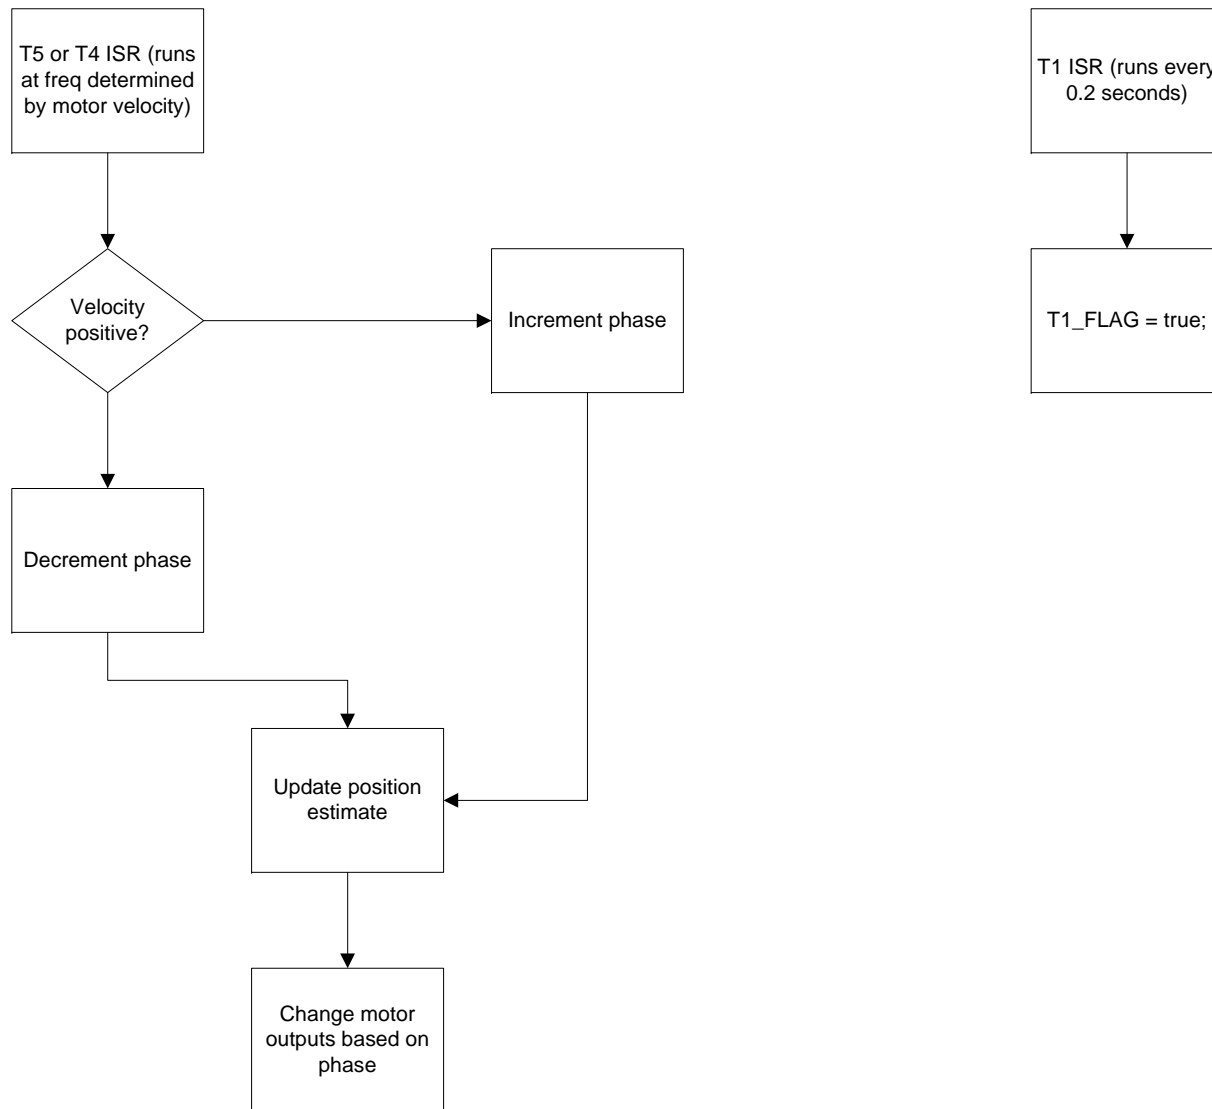 T5 or T4 ISR (runs
at freq determined
by motor velocity)
T1 ISR (runs every
0.2 seconds)
Velocity
positive?
Increment phase
T1_FLAG = true;
Decrement phase
Update position
estimate
Change motor
outputs based on
phase